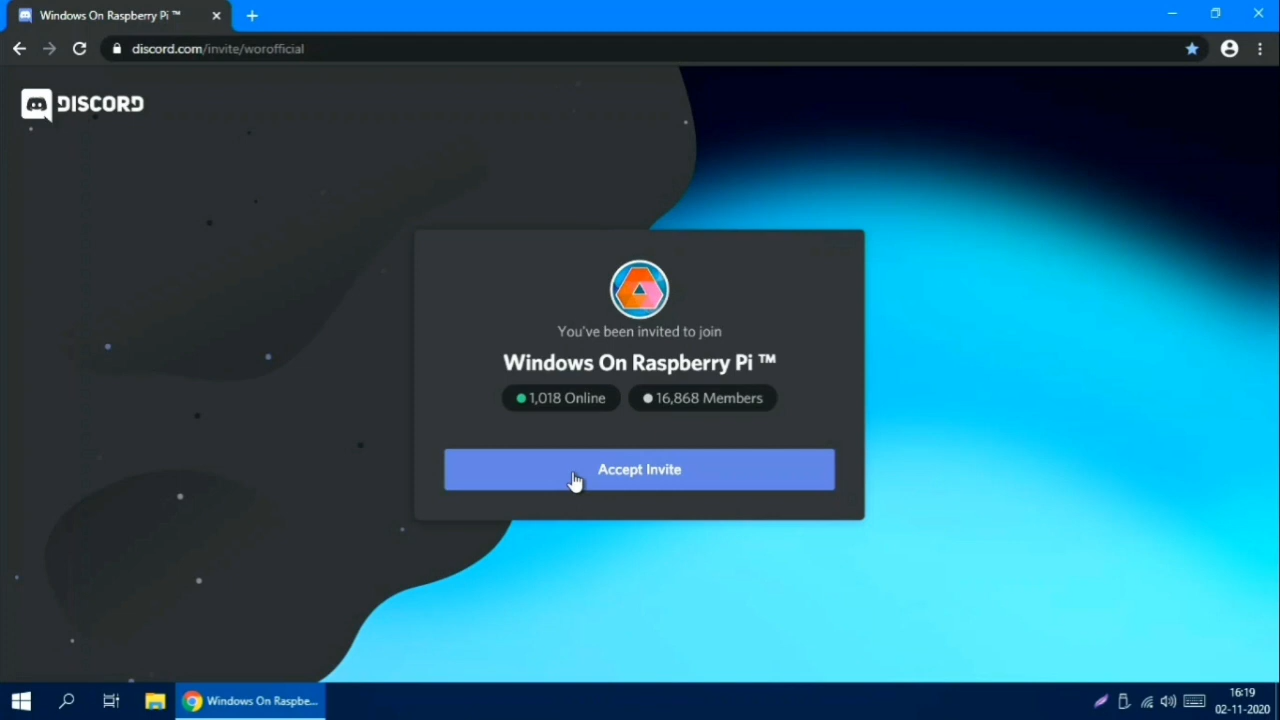 Windows On Raspberry Pi ™
discord.com/invite/worofficial
DISCORD
You've been invited to join
Windows On Raspberry Pi ™
1,018 Online
16,868 Members
Accept Invite
Windows On Raspbe...
16:19
02-11-2020